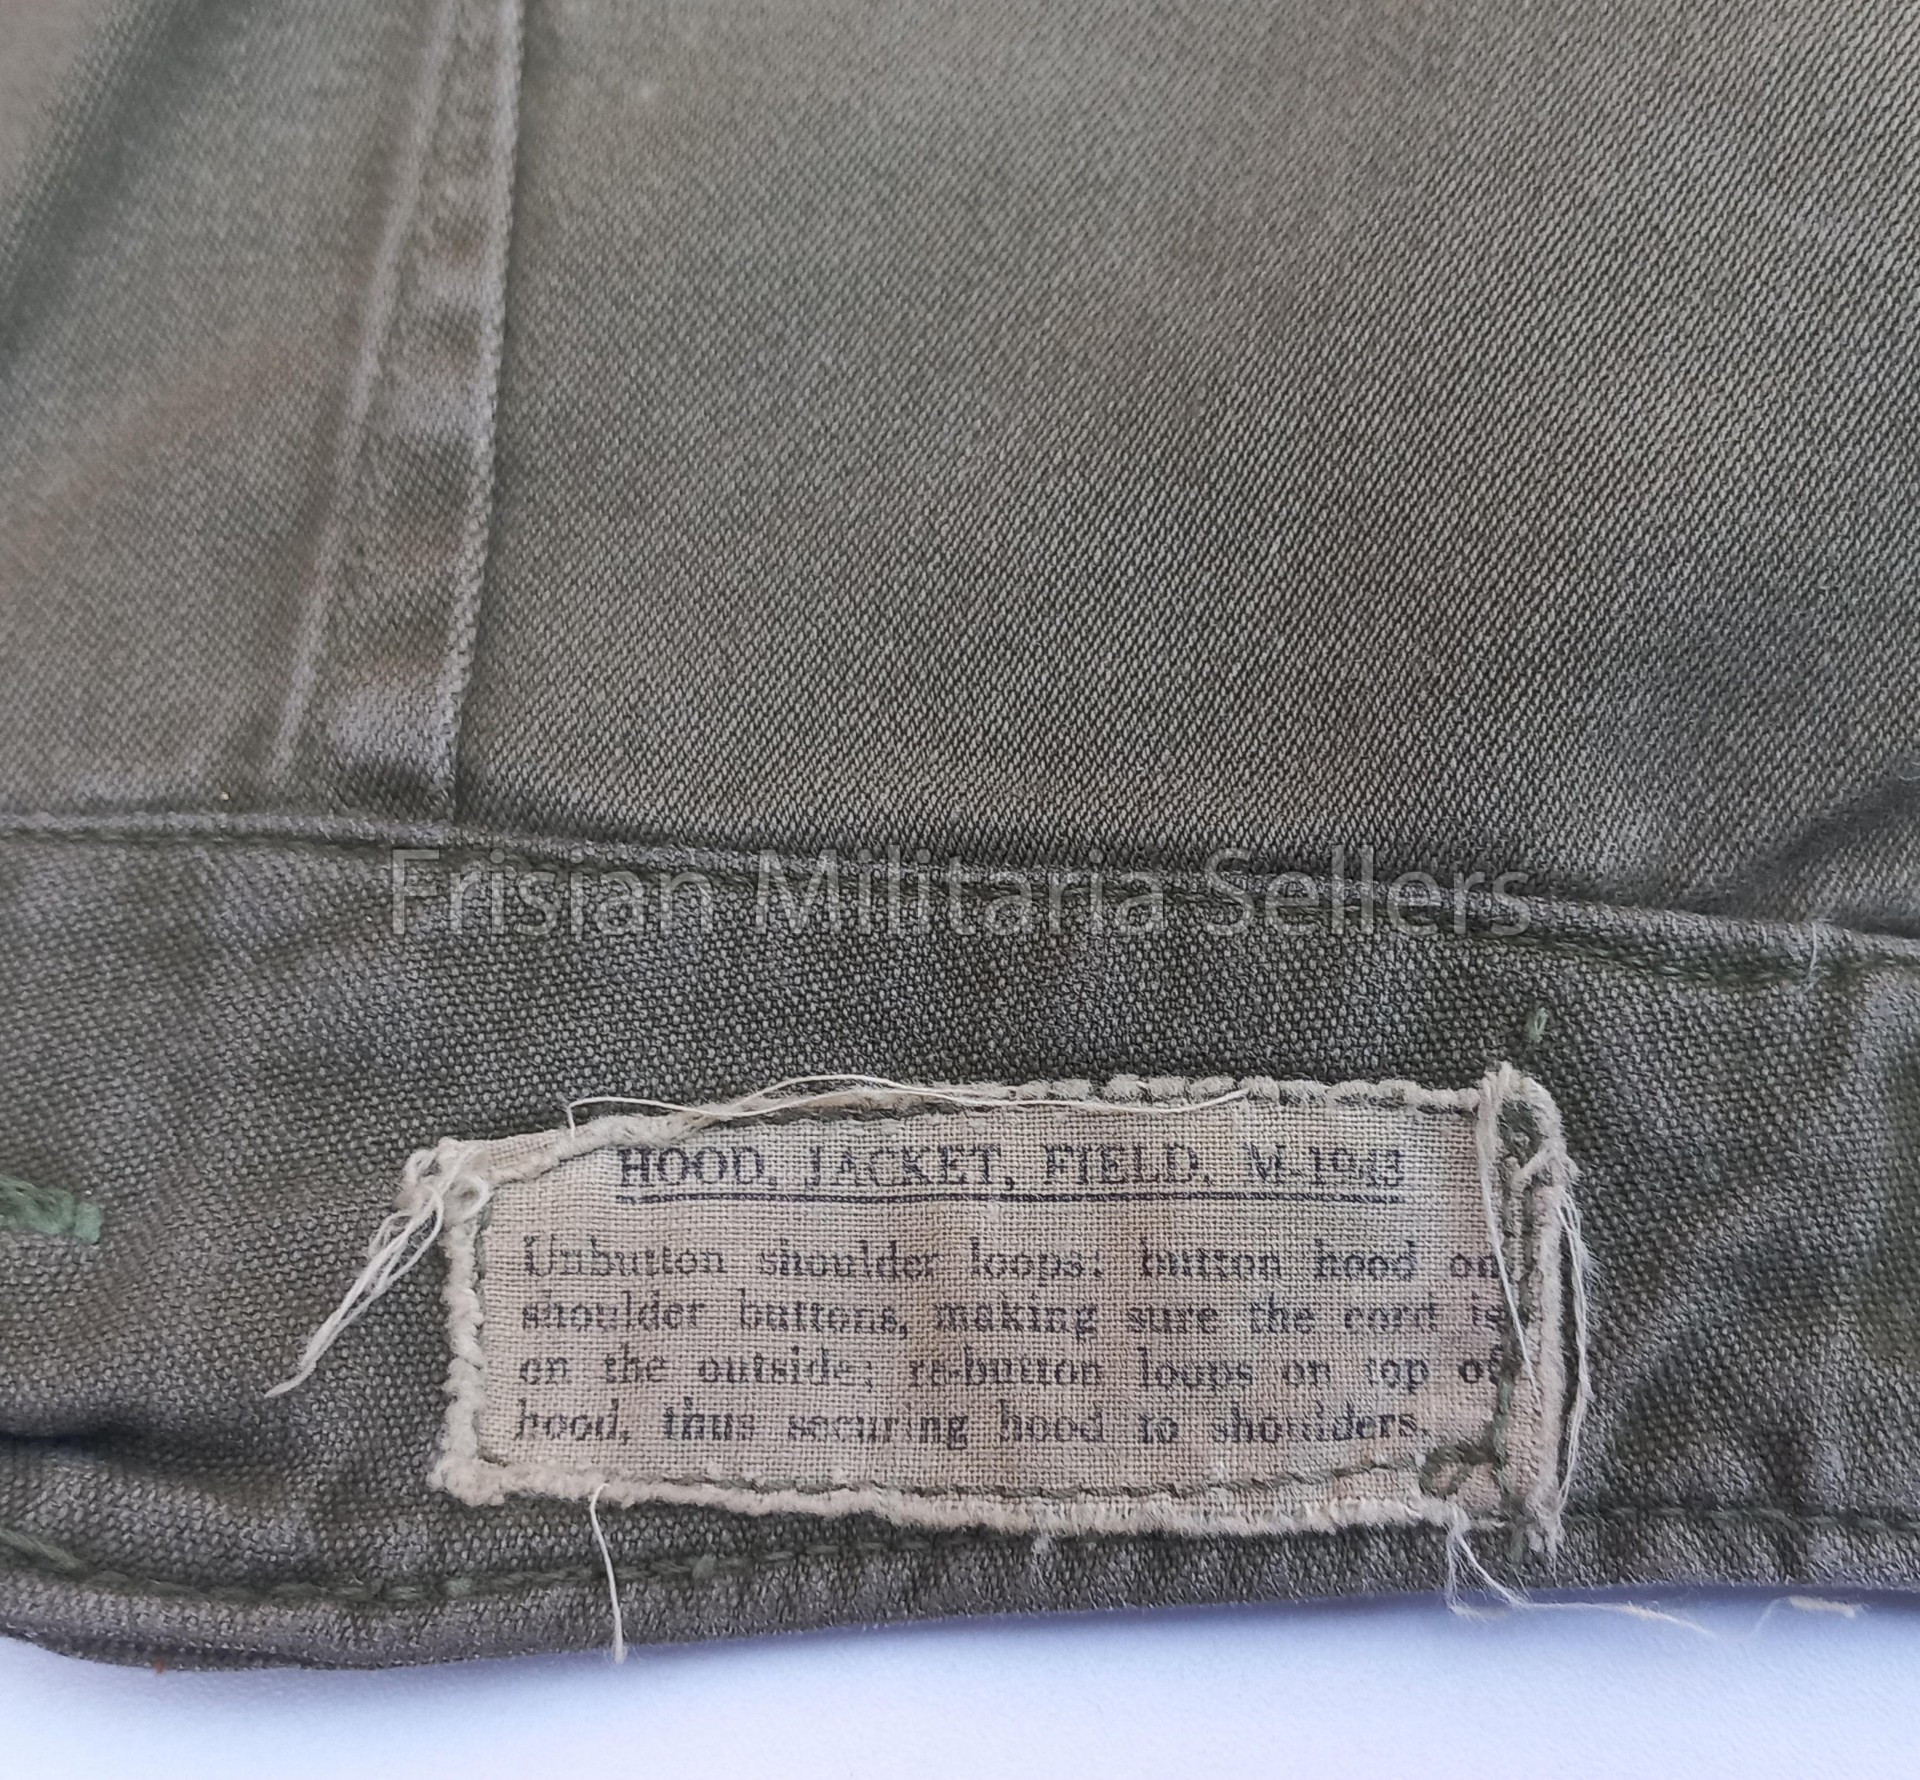 Frisian Militaria Sellers
HOOD, JACKET, FIELD, M-1943
Unbutton shoulder loops; button hood on
shoulder buttons, making sure the cord is
on the outside; re-button loops on top of
hood, thus securing hood to shoulders.